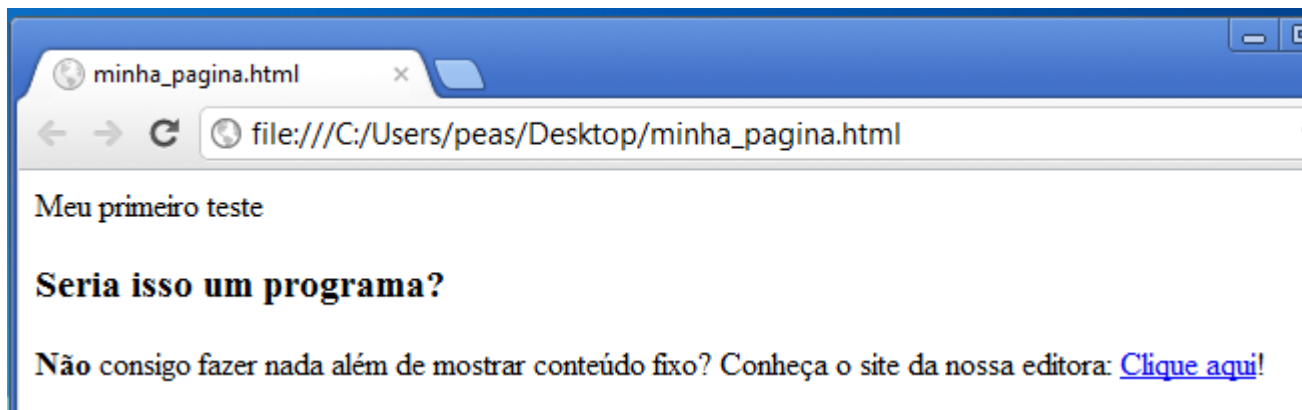 minha_pagina.html
file:///C:/Users/peas/Desktop/minha_pagina.html
Meu primeiro teste
Seria isso um programa?
Não consigo fazer nada além de mostrar conteúdo fixo? Conheça o site da nossa editora: Clique aqui!